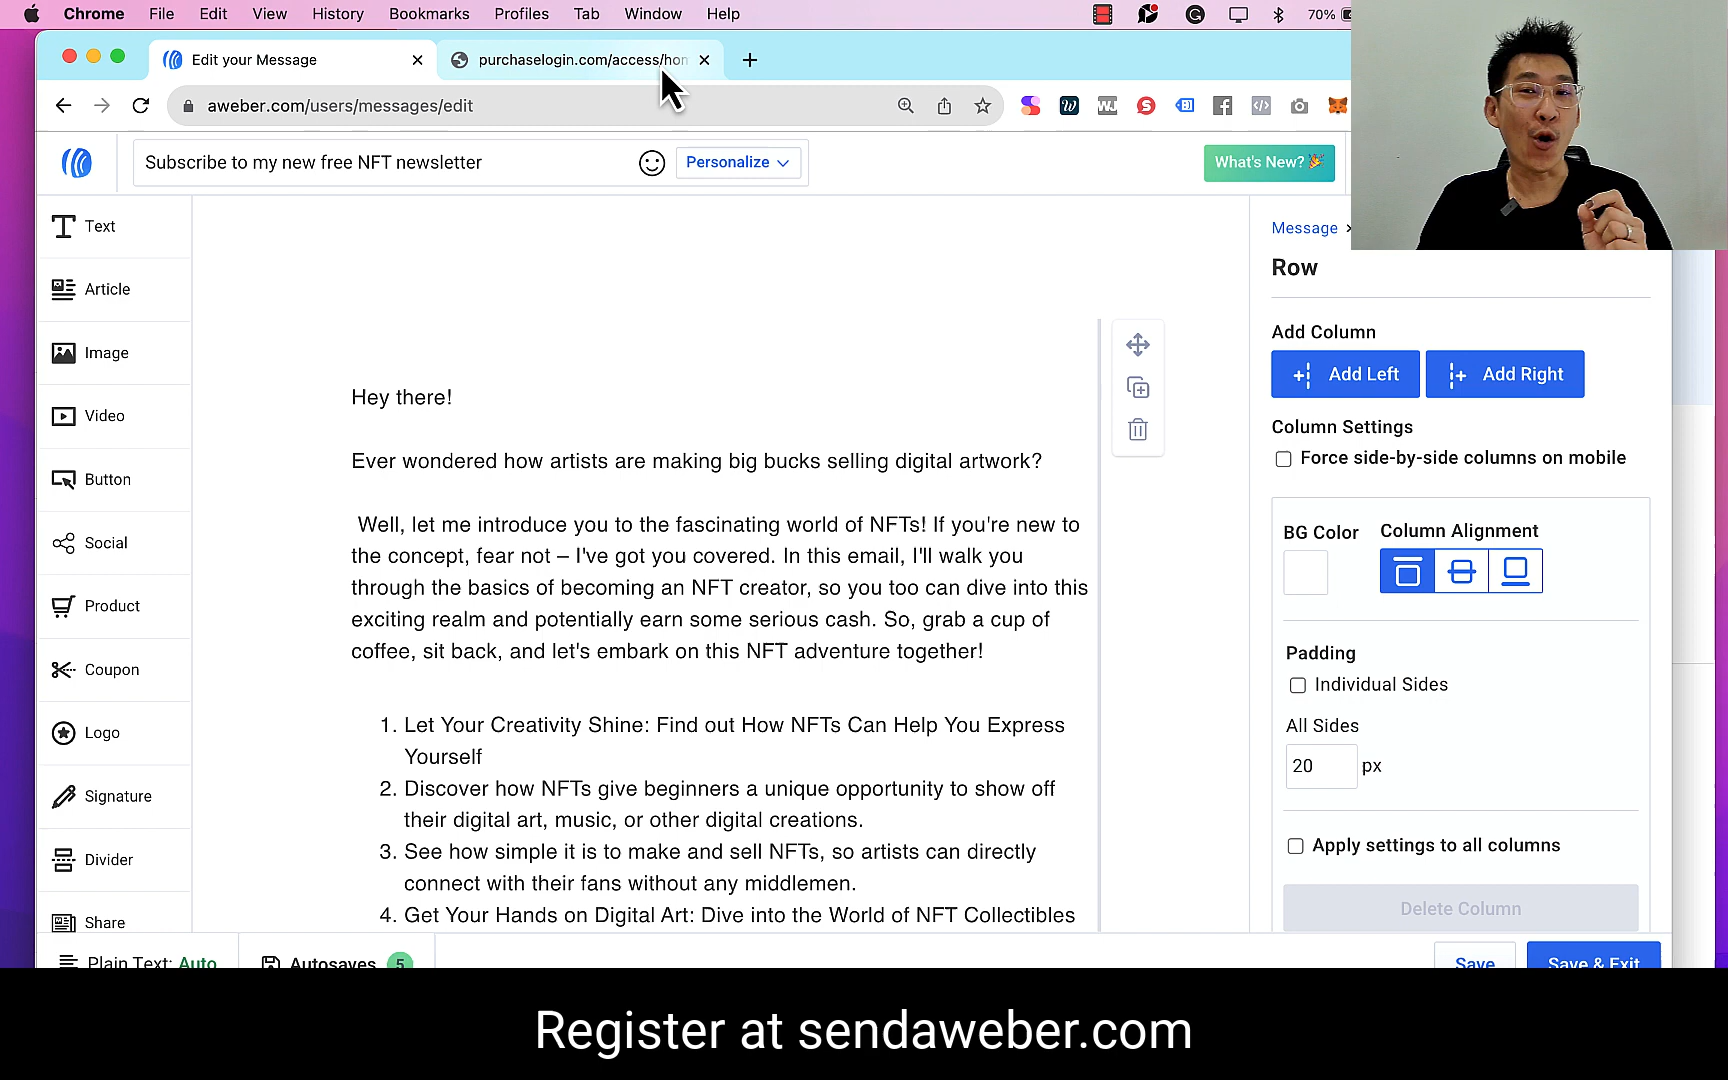 Chrome File Edit View History Bookmarks Profiles Tab Window Help 70%
Edit your Message purchaselogin.com/access/hom
aweber.com/users/messages/edit
Subscribe to my new free NFT newsletter Personalize What's New?
Text
Article
Image
Video
Button
Social
Product
Coupon
Logo
Signature
Divider
Share
Hey there!
Ever wondered how artists are making big bucks selling digital artwork?
Well, let me introduce you to the fascinating world of NFTs! If you're new to
the concept, fear not – I've got you covered. In this email, I'll walk you
through the basics of becoming an NFT creator, so you too can dive into this
exciting realm and potentially earn some serious cash. So, grab a cup of
coffee, sit back, and let's embark on this NFT adventure together!
1. Let Your Creativity Shine: Find out How NFTs Can Help You Express
Yourself
2. Discover how NFTs give beginners a unique opportunity to show off
their digital art, music, or other digital creations.
3. See how simple it is to make and sell NFTs, so artists can directly
connect with their fans without any middlemen.
4. Get Your Hands on Digital Art: Dive into the World of NFT Collectibles
Message
Row
Add Column
Add Left Add Right
Column Settings
Force side-by-side columns on mobile
BG Color Column Alignment
Padding
Individual Sides
All Sides
20 px
Apply settings to all columns
Delete Column
Plain Text: Auto Autosaves 5 Save Save & Exit
Register at sendaweber.com